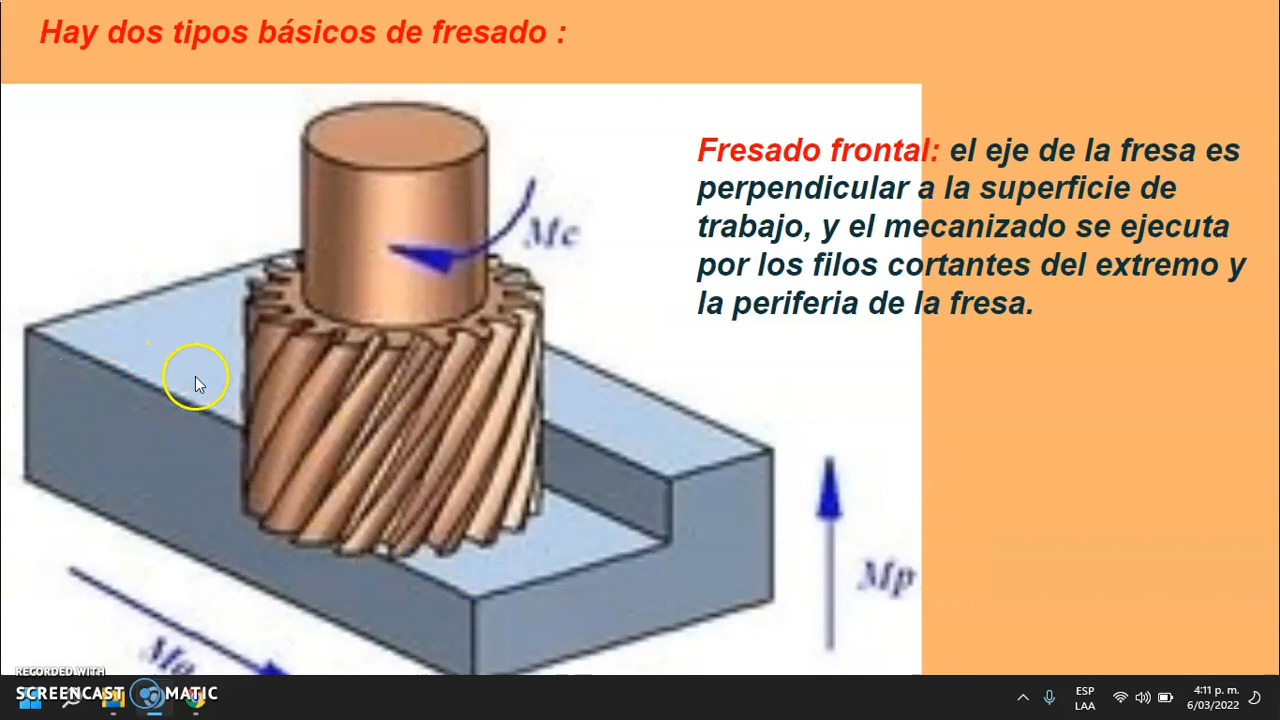 Hay dos tipos básicos de fresado :
Fresado frontal: el eje de la fresa es
perpendicular a la superficie de
trabajo, y el mecanizado se ejecuta
por los filos cortantes del extremo y
la periferia de la fresa.
Mc
Mp
Ma
RECORDED WITH
SCREENCAST MATIC
ESP
LAA
4:11 p. m.
6/03/2022